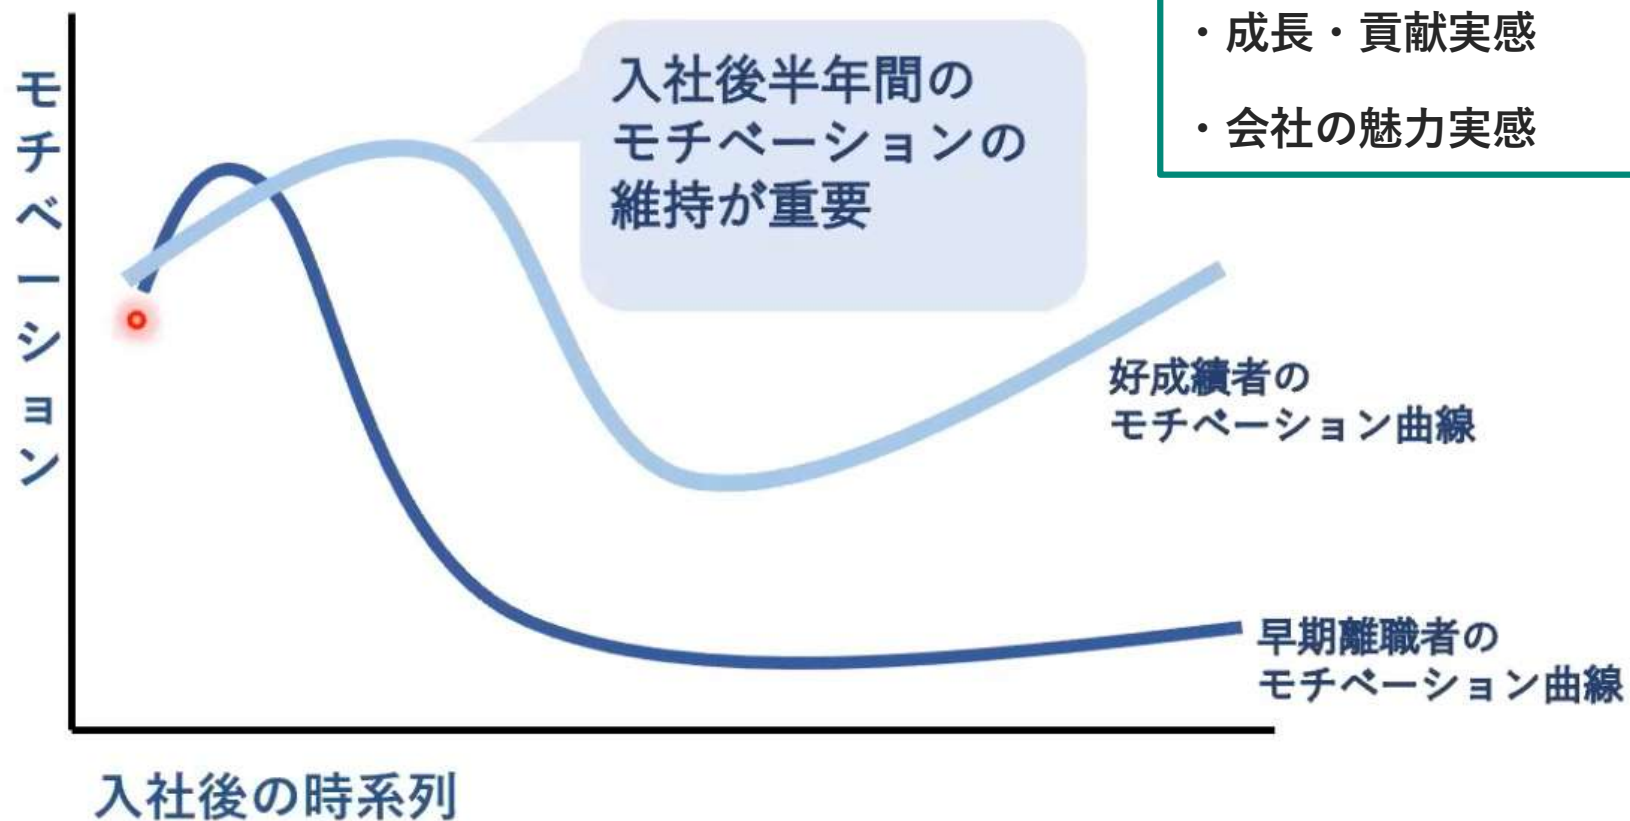 ・成長・貢献実感
・会社の魅力実感
入社後半年間の
モチベーションの
維持が重要
モチベーション
好成績者の
モチベーション曲線
早期離職者の
モチベーション曲線
入社後の時系列